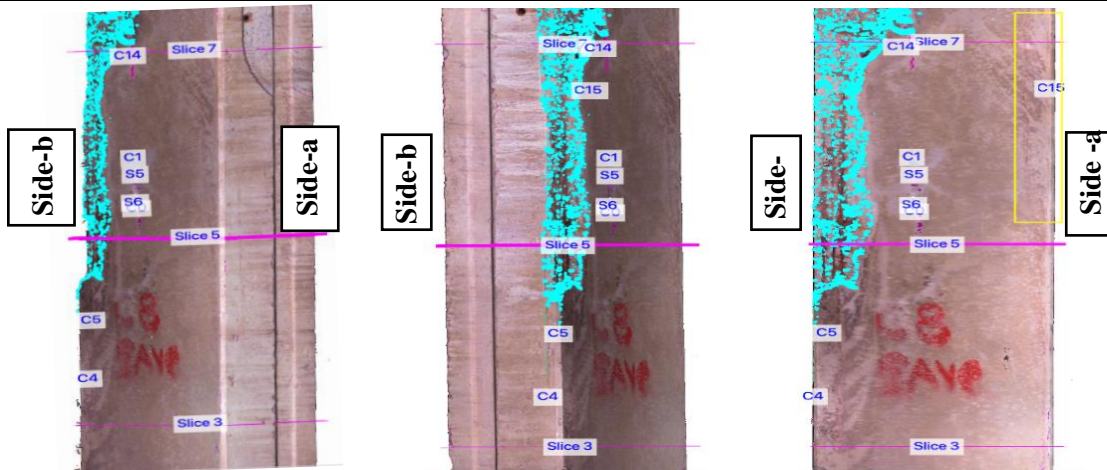 Slice 7
C14
C1
S5
S6
Slice 5
C5
L8
C4
Slice 3
Side-b
Side-a
Slice 7
C14
C15
C1
S5
S6
Slice 5
C5
C4
Slice 3
Side-b
Slice 7
C14
C15
C1
S5
S6
Slice 5
C5
L8
C4
Slice 3
Side-
Side -a